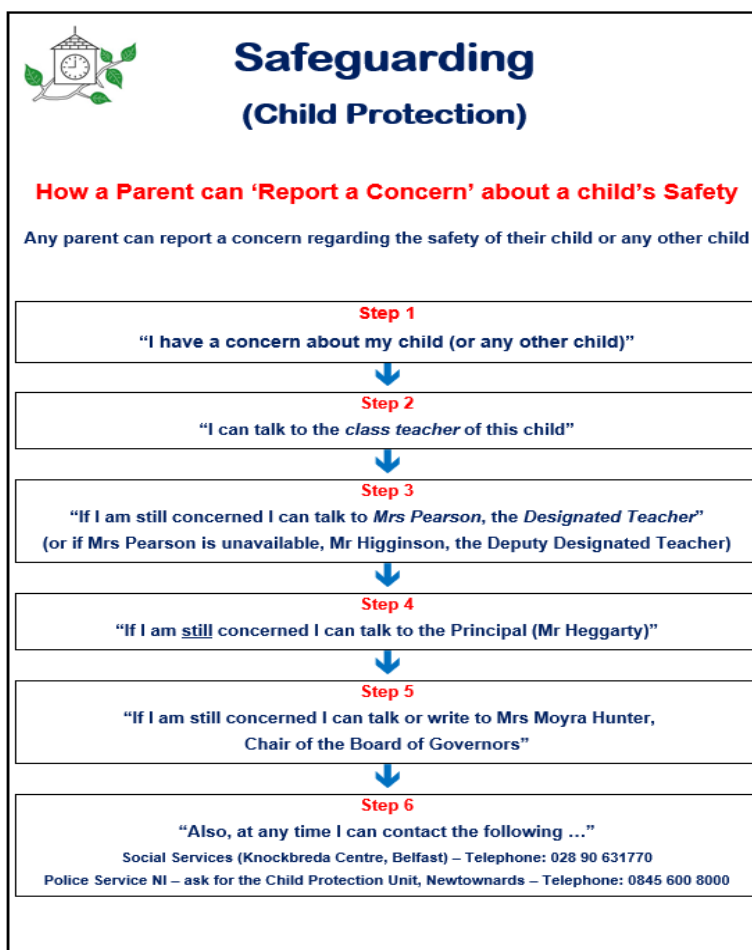 Safeguarding
(Child Protection)
How a Parent can ‘Report a Concern’ about a child’s Safety
Any parent can report a concern regarding the safety of their child or any other child
Step 1
“I have a concern about my child (or any other child)”
Step 2
“I can talk to the class teacher of this child”
Step 3
“If I am still concerned I can talk to Mrs Pearson, the Designated Teacher”
(or if Mrs Pearson is unavailable, Mr Higginson, the Deputy Designated Teacher)
Step 4
“If I am still concerned I can talk to the Principal (Mr Heggarty)”
Step 5
“If I am still concerned I can talk or write to Mrs Moyra Hunter,
Chair of the Board of Governors”
Step 6
“Also, at any time I can contact the following …”
Social Services (Knockbreda Centre, Belfast) – Telephone: 028 90 631770
Police Service NI – ask for the Child Protection Unit, Newtownards – Telephone: 0845 600 8000